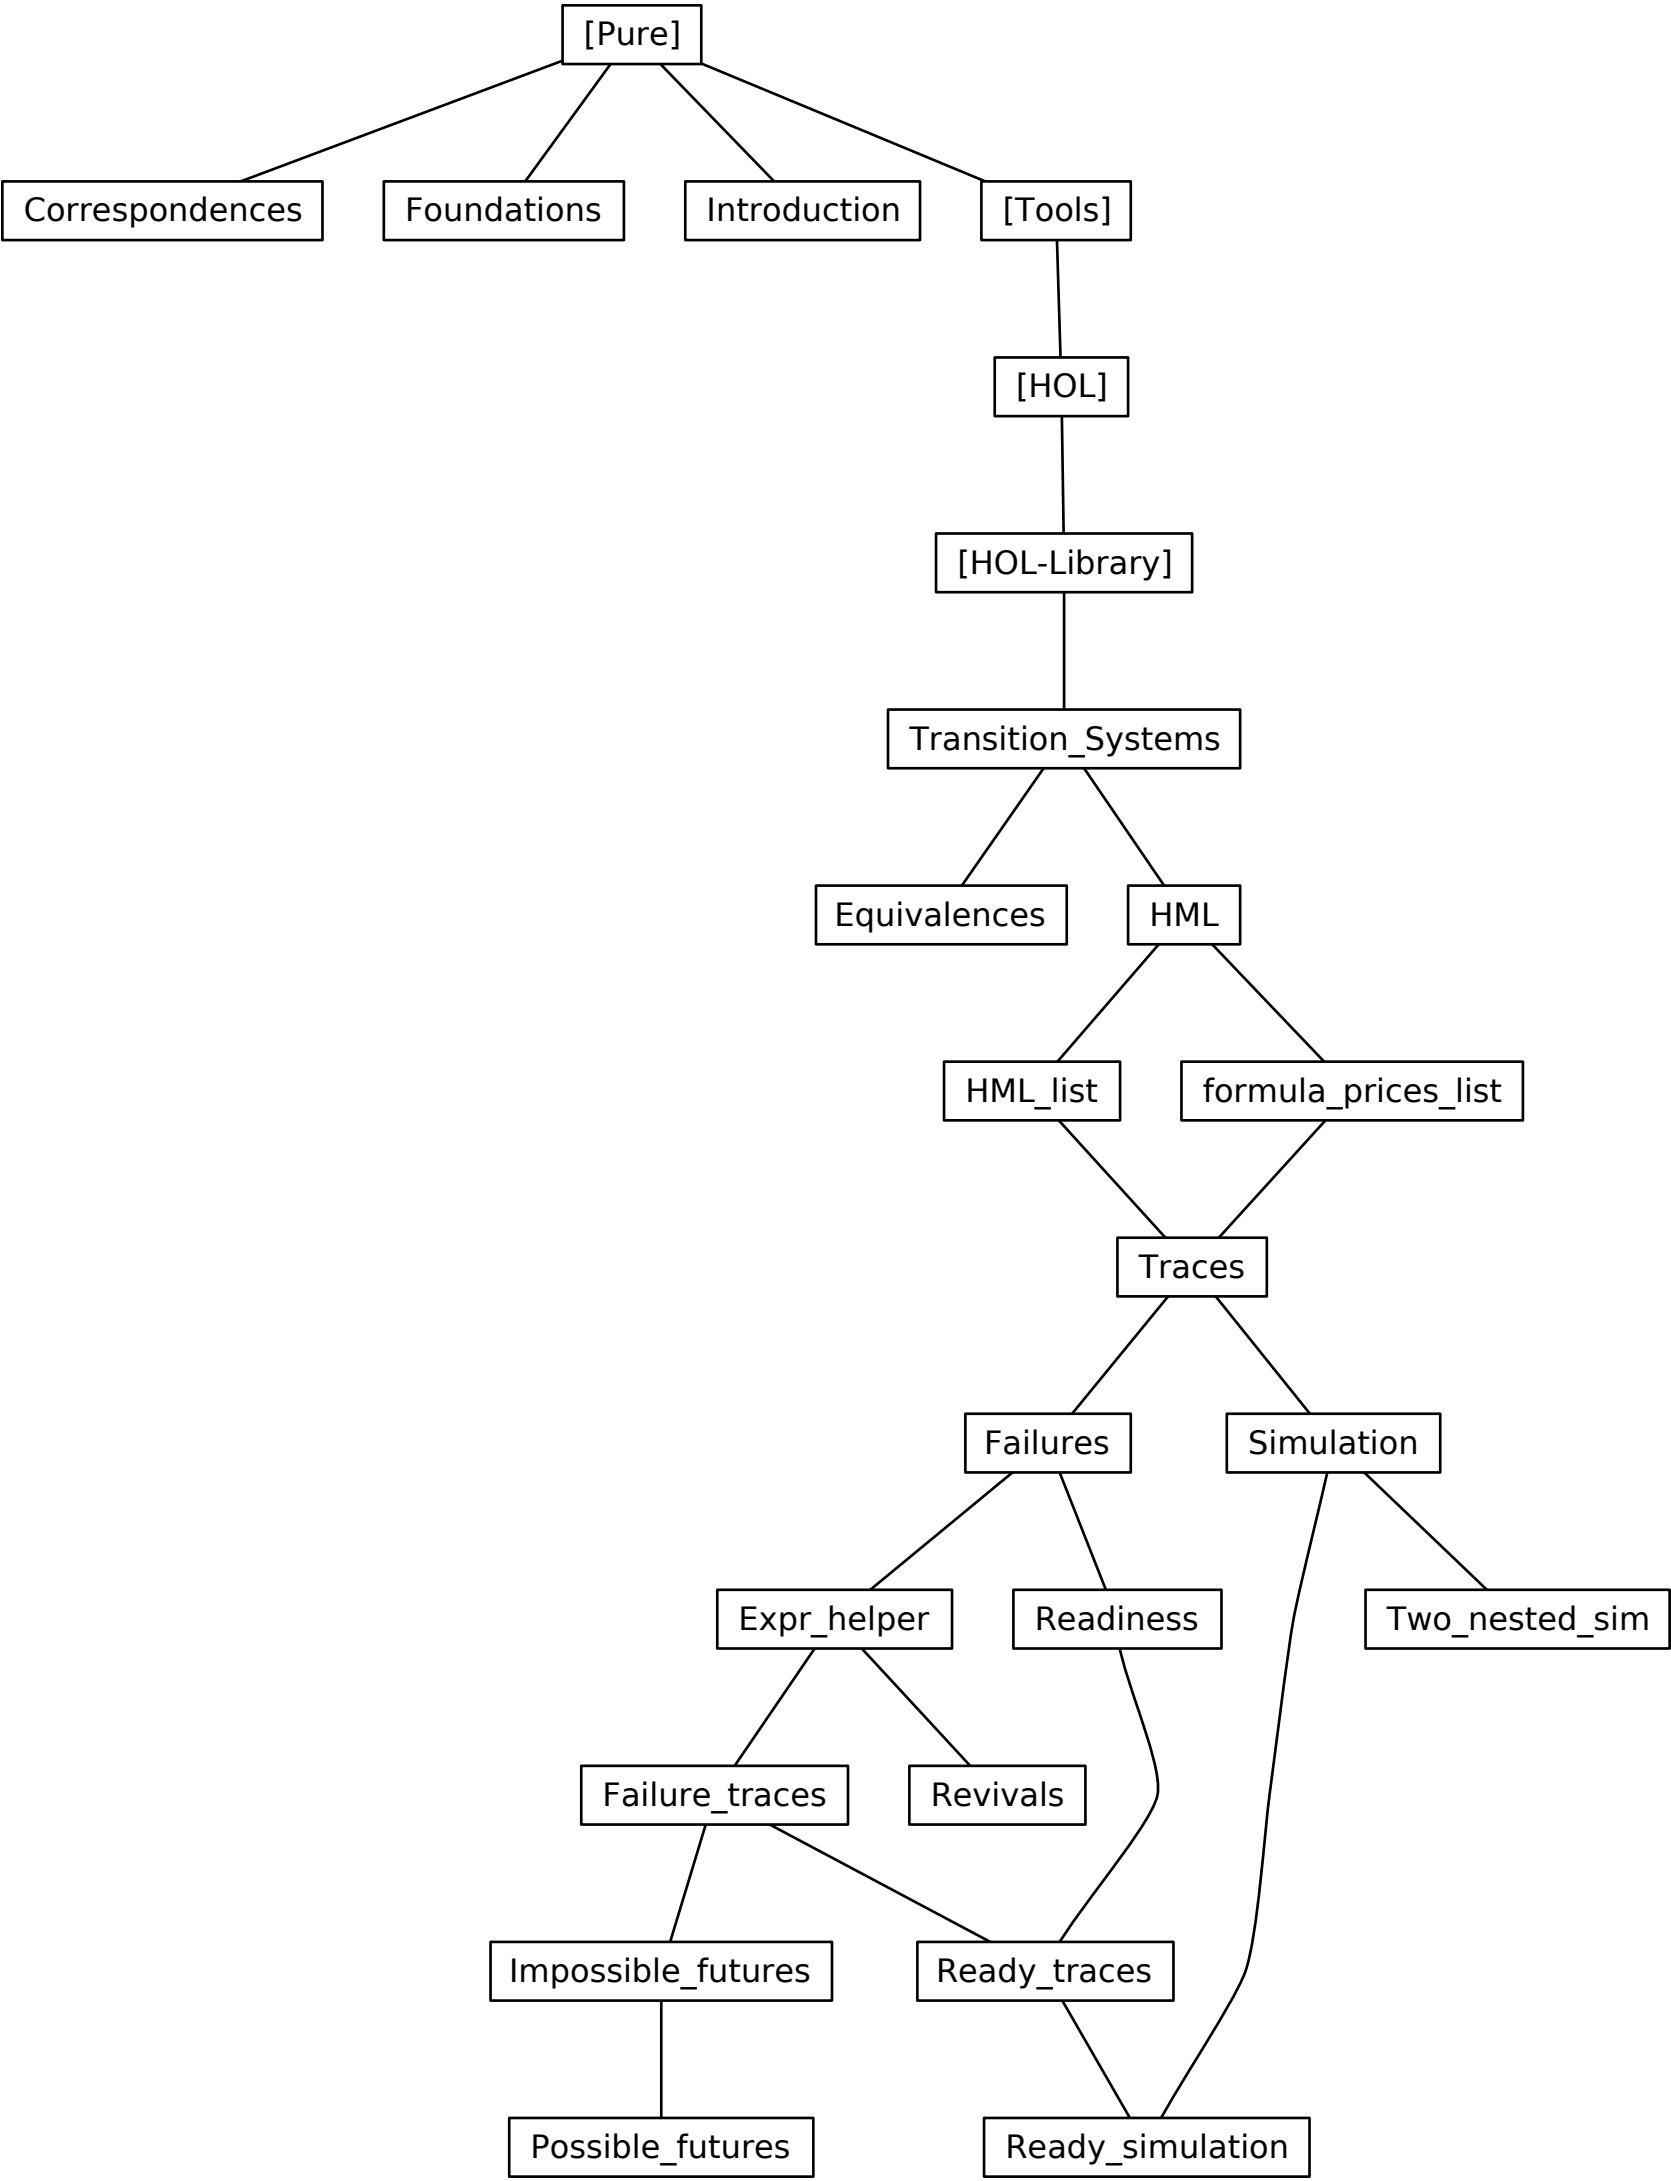 [Pure]
Correspondences
Foundations
Introduction
[Tools]
[HOL]
[HOL-Library]
Transition_Systems
Equivalences
HML
HML_list
formula_prices_list
Traces
Failures
Simulation
Expr_helper
Readiness
Two_nested_sim
Failure_traces
Revivals
Impossible_futures
Ready_traces
Possible_futures
Ready_simulation